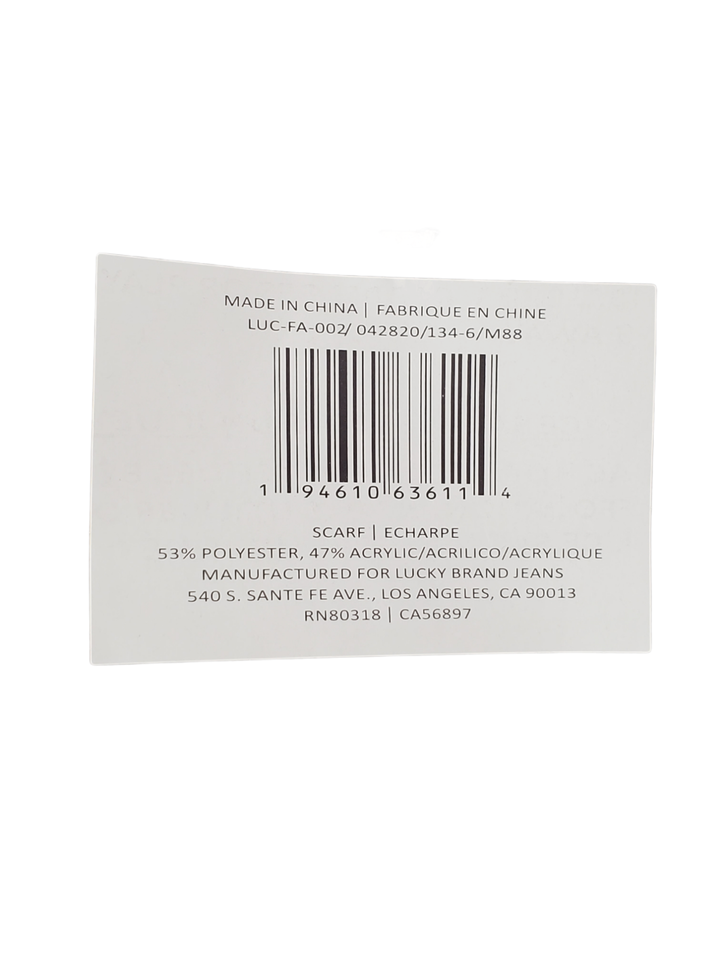 MADE IN CHINA | FABRIQUE EN CHINE
LUC-FA-002/ 042820/134-6/M88
1 94610 63611 4
SCARF | ECHARPE
53% POLYESTER, 47% ACRYLIC/ACRILICO/ACRYLIQUE
MANUFACTURED FOR LUCKY BRAND JEANS
540 S. SANTE FE AVE., LOS ANGELES, CA 90013
RN80318 | CA56897